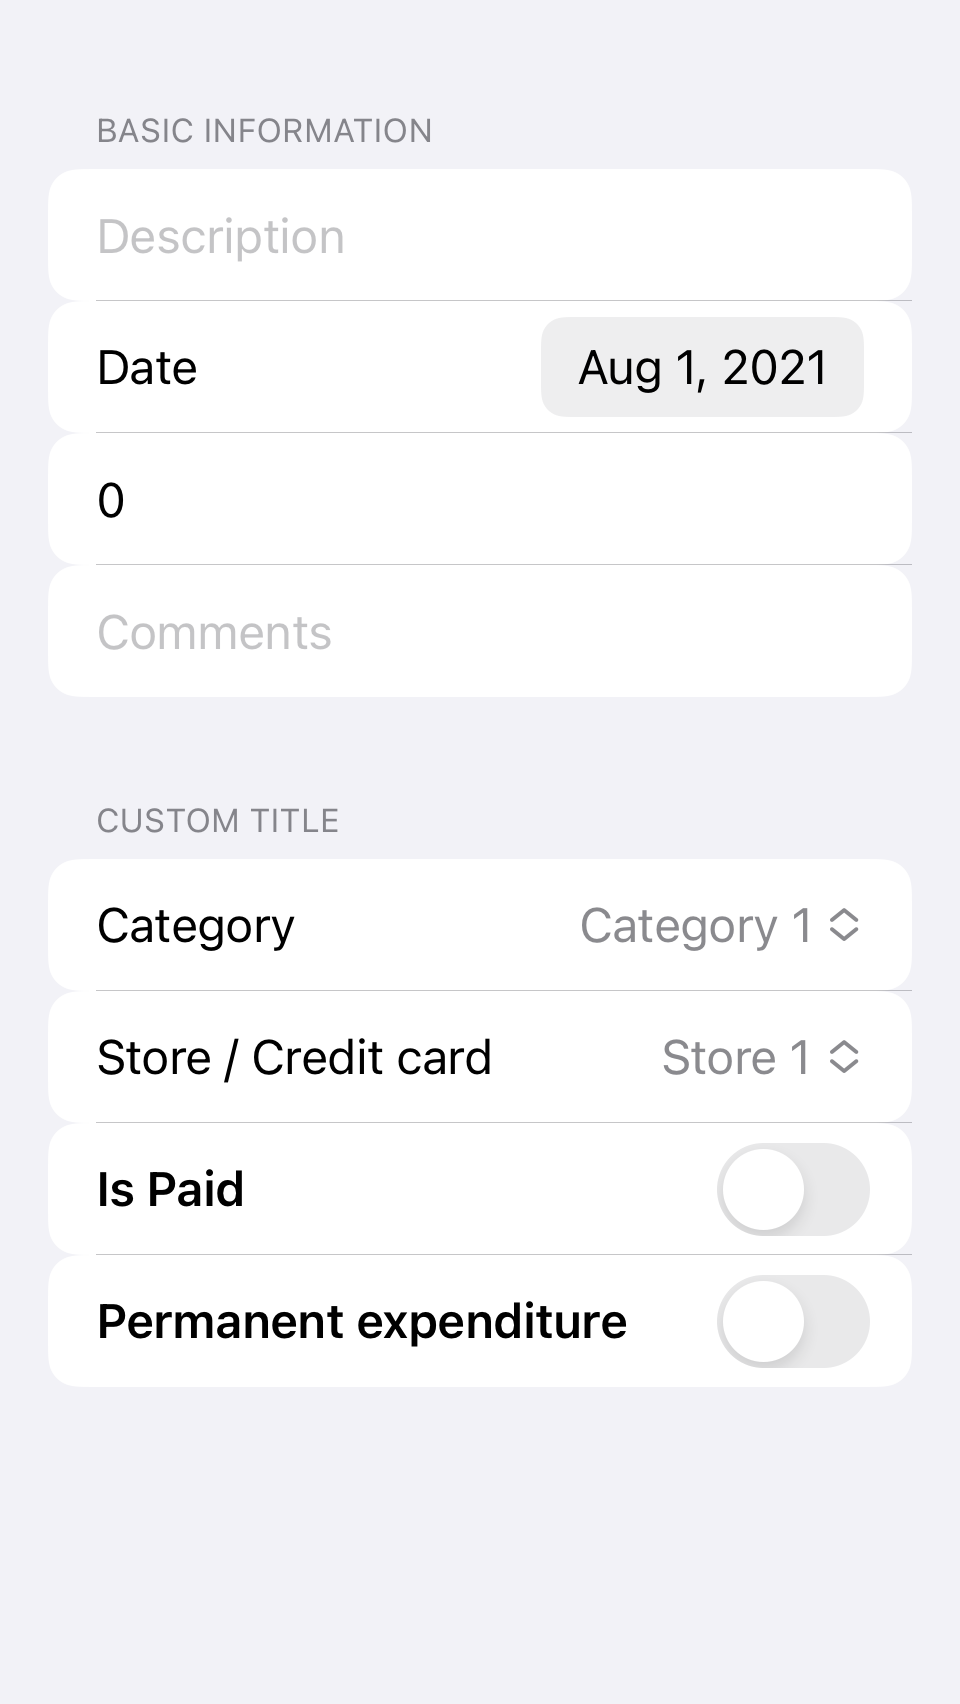 BASIC INFORMATION
Description
Date Aug 1, 2021
0
Comments
CUSTOM TITLE
Category Category 1
Store / Credit card Store 1
Is Paid
Permanent expenditure